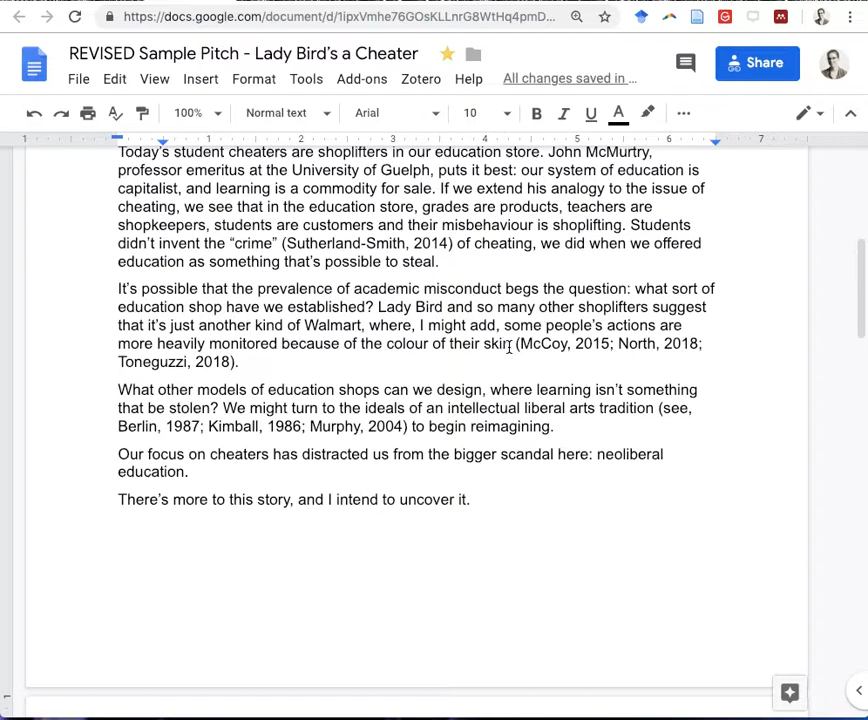 https://docs.google.com/document/d/1ipxVmhe76GOsKLLnrG8WtHq4pmD...
REVISED Sample Pitch - Lady Bird's a Cheater
File Edit View Insert Format Tools Add-ons Zotero Help All changes saved in ...
Share
100% Normal text Arial 10 B I U A
1 1 2 3 4 5 6 7
Today's student cheaters are shoplifters in our education store. John McMurtry,
professor emeritus at the University of Guelph, puts it best: our system of education is
capitalist, and learning is a commodity for sale. If we extend his analogy to the issue of
cheating, we see that in the education store, grades are products, teachers are
shopkeepers, students are customers and their misbehaviour is shoplifting. Students
didn't invent the “crime” (Sutherland-Smith, 2014) of cheating, we did when we offered
education as something that's possible to steal.
It's possible that the prevalence of academic misconduct begs the question: what sort of
education shop have we established? Lady Bird and so many other shoplifters suggest
that it's just another kind of Walmart, where, I might add, some people's actions are
more heavily monitored because of the colour of their skin (McCoy, 2015; North, 2018;
Toneguzzi, 2018).
What other models of education shops can we design, where learning isn't something
that be stolen? We might turn to the ideals of an intellectual liberal arts tradition (see,
Berlin, 1987; Kimball, 1986; Murphy, 2004) to begin reimagining.
Our focus on cheaters has distracted us from the bigger scandal here: neoliberal
education.
There's more to this story, and I intend to uncover it.